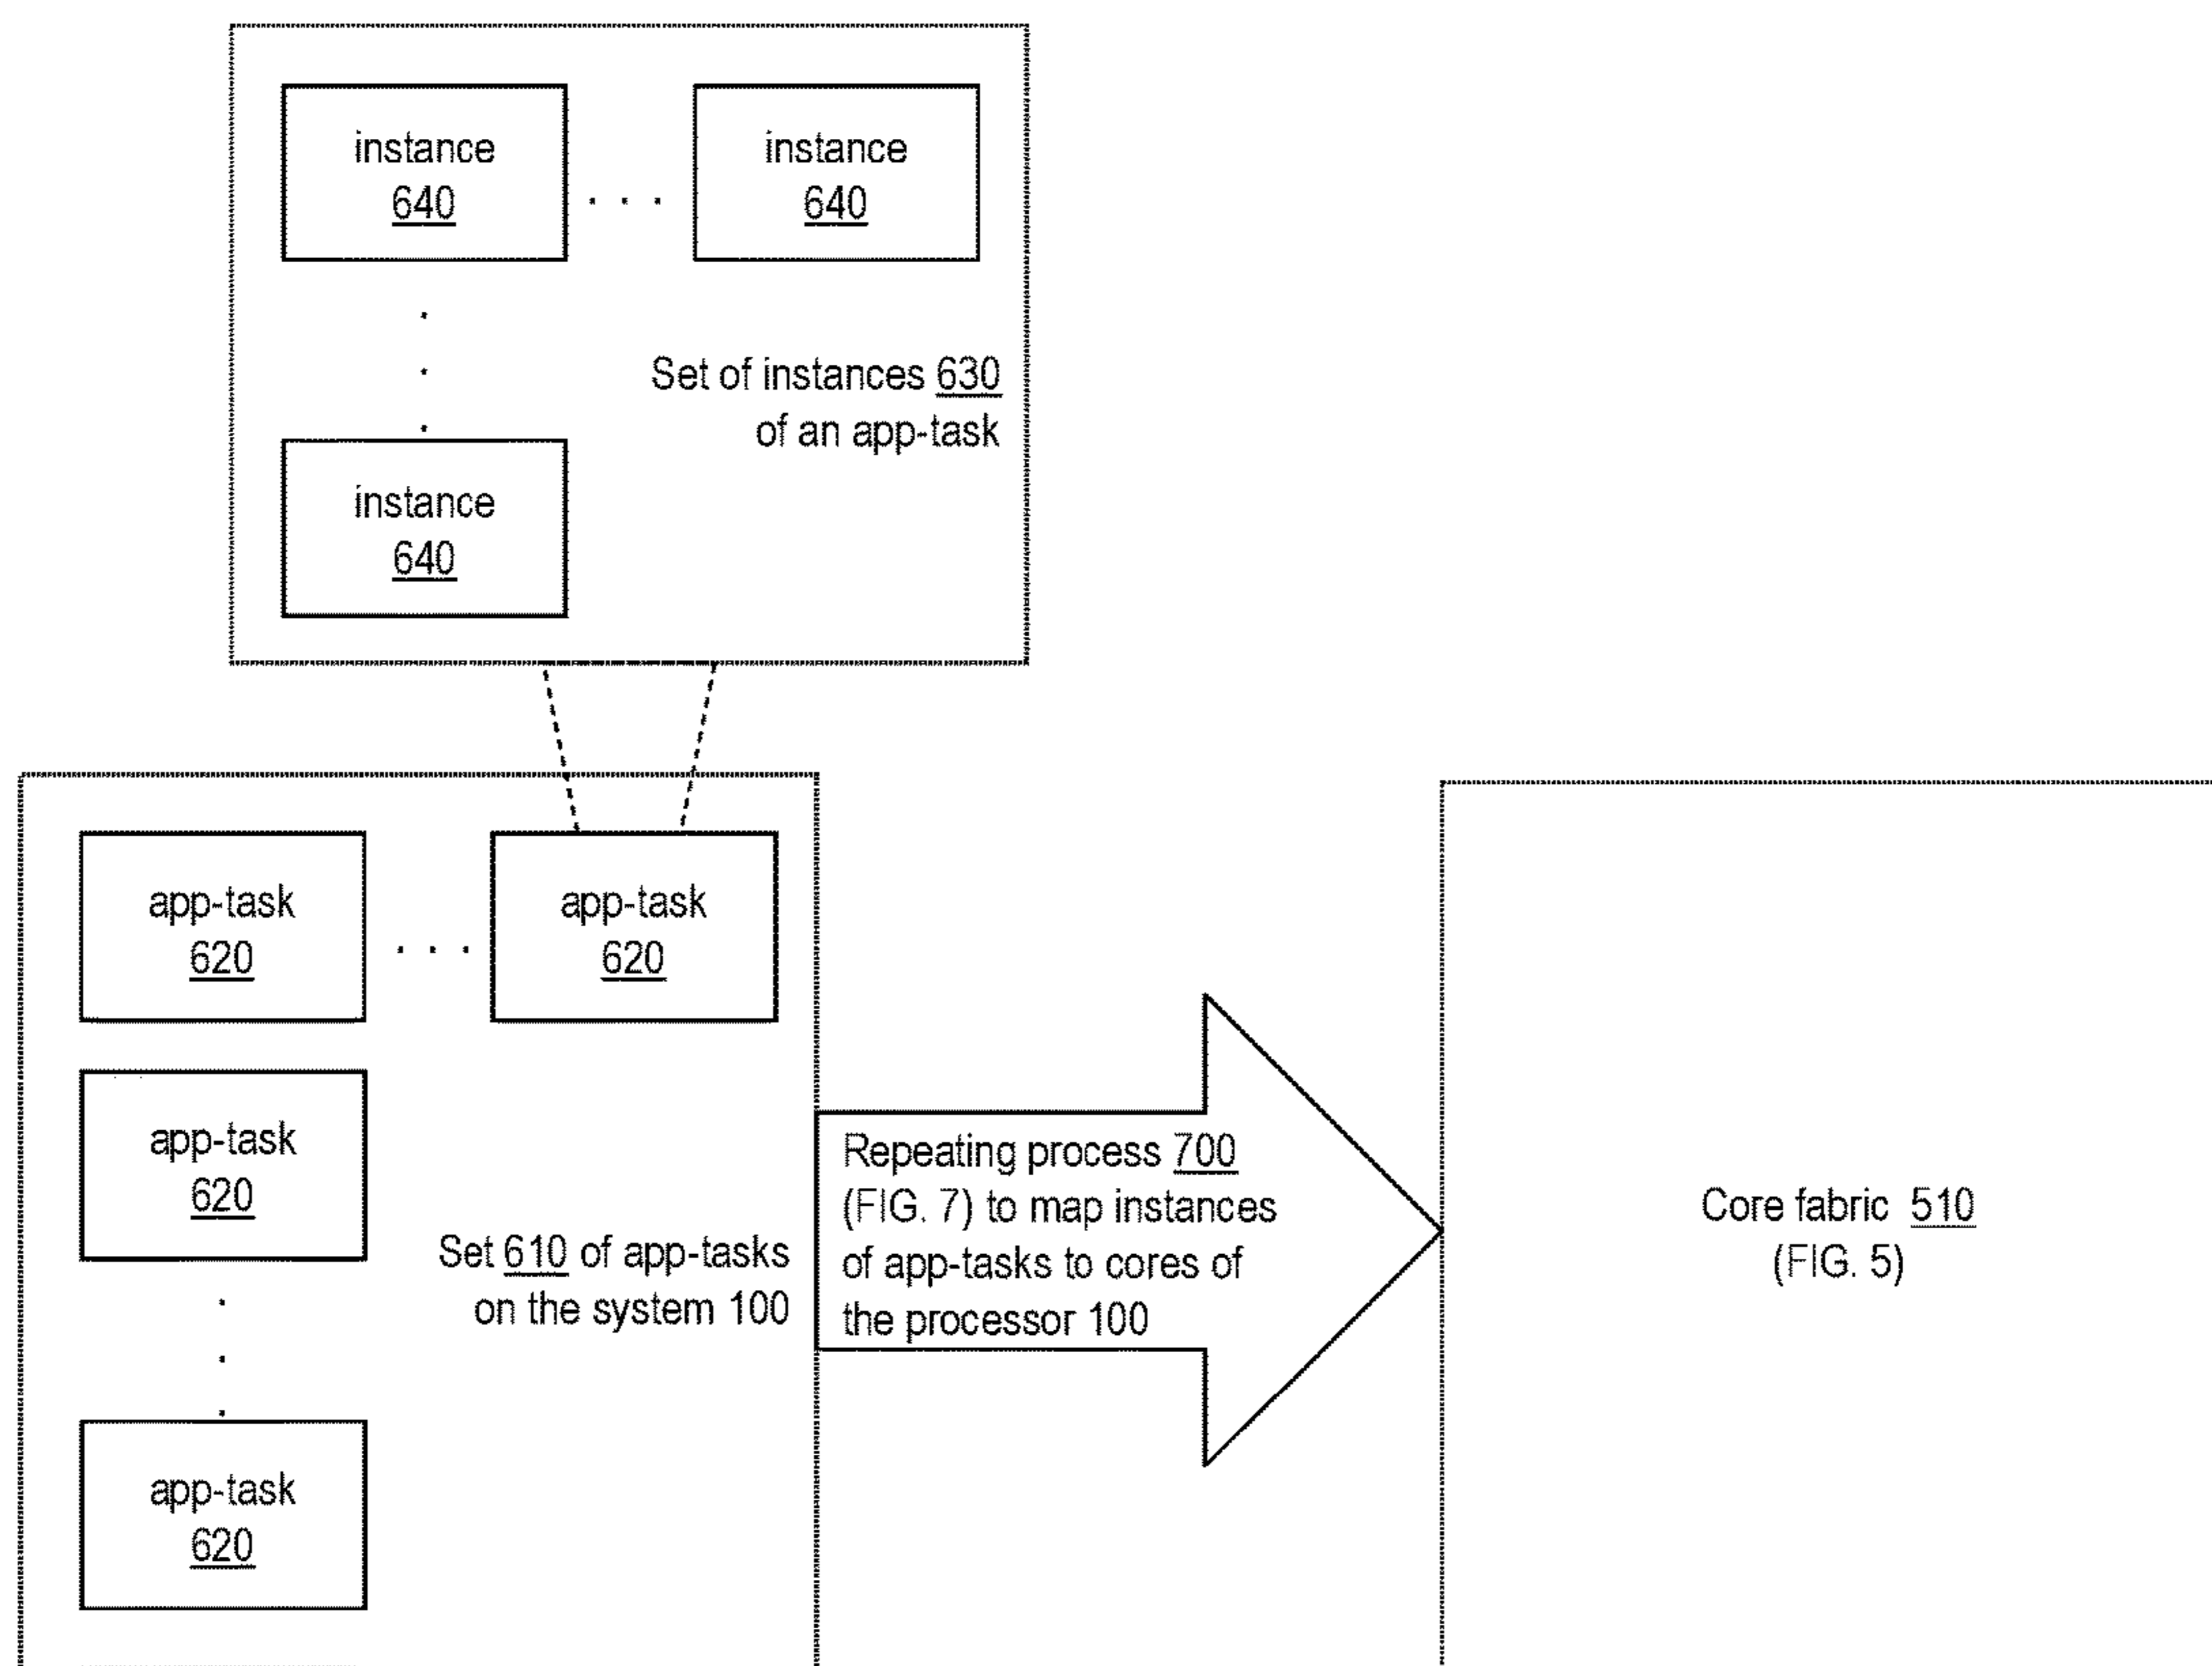 instance
640
. . .
instance
640
.
.
.
Set of instances 630
of an app-task
instance
640
app-task
620
. . .
app-task
620
app-task
620
Set 610 of app-tasks
on the system 100
.
.
.
app-task
620
Repeating process 700
(FIG. 7) to map instances
of app-tasks to cores of
the processor 100
Core fabric 510
(FIG. 5)